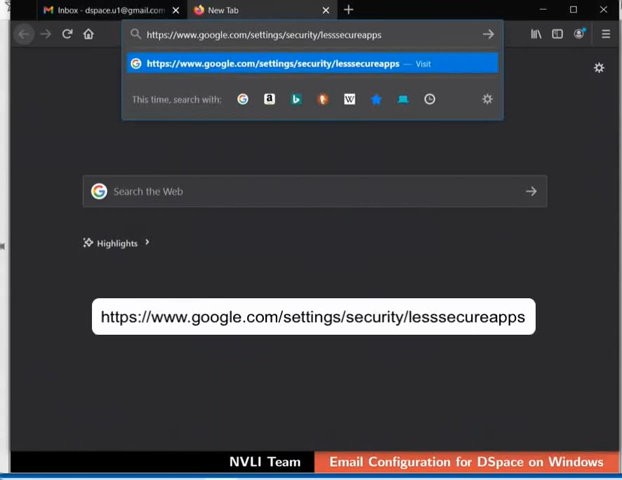 Inbox - dspace.u1@gmail.com
New Tab
https://www.google.com/settings/security/lesssecureapps
https://www.google.com/settings/security/lesssecureapps — Visit
This time, search with:
Search the Web
Highlights
https://www.google.com/settings/security/lesssecureapps
NVLI Team
Email Configuration for DSpace on Windows